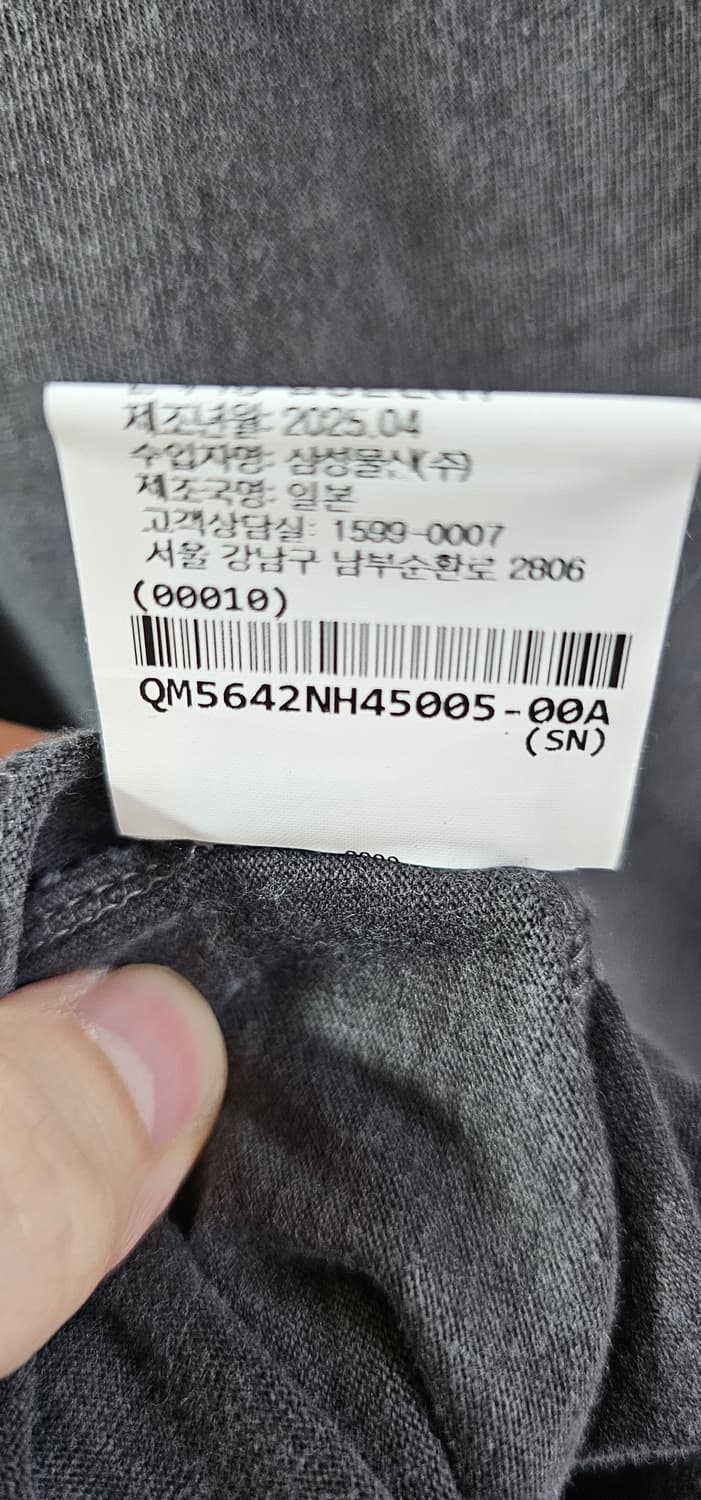 제조년월: 2025.04
수입자명: 삼성물산(주)
제조국명: 일본
고객상담실: 1599-0007
서울 강남구 남부순환로 2806
(00010)
QM5642NH45005-00A
(SN)